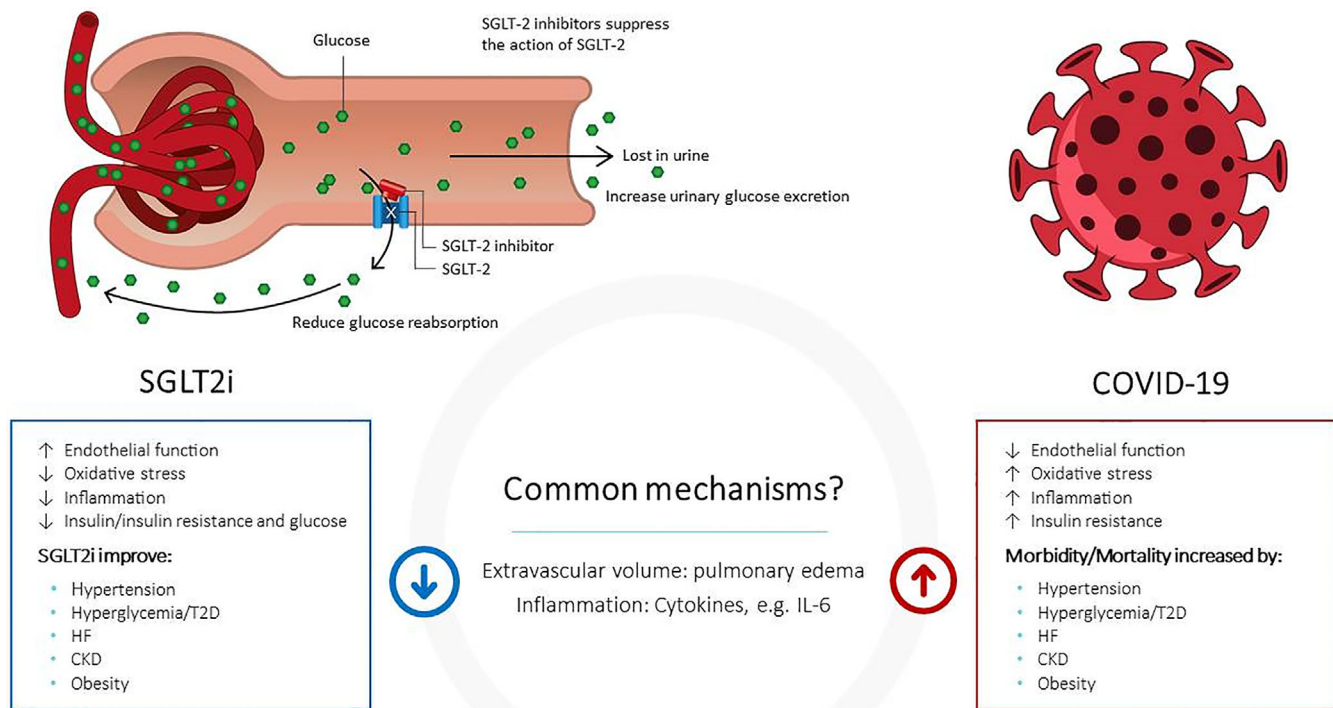 Glucose
SGLT-2 inhibitors suppress
the action of SGLT-2
Lost in urine
Increase urinary glucose excretion
X
SGLT-2 inhibitor
SGLT-2
Reduce glucose reabsorption
SGLT2i
↑ Endothelial function
↓ Oxidative stress
↓ Inflammation
↓ Insulin/insulin resistance and glucose
SGLT2i improve:
• Hypertension
• Hyperglycemia/T2D
• HF
• CKD
• Obesity
Common mechanisms?
Extravascular volume: pulmonary edema
Inflammation: Cytokines, e.g. IL-6
COVID-19
↓ Endothelial function
↑ Oxidative stress
↑ Inflammation
↑ Insulin resistance
Morbidity/Mortality increased by:
• Hypertension
• Hyperglycemia/T2D
• HF
• CKD
• Obesity